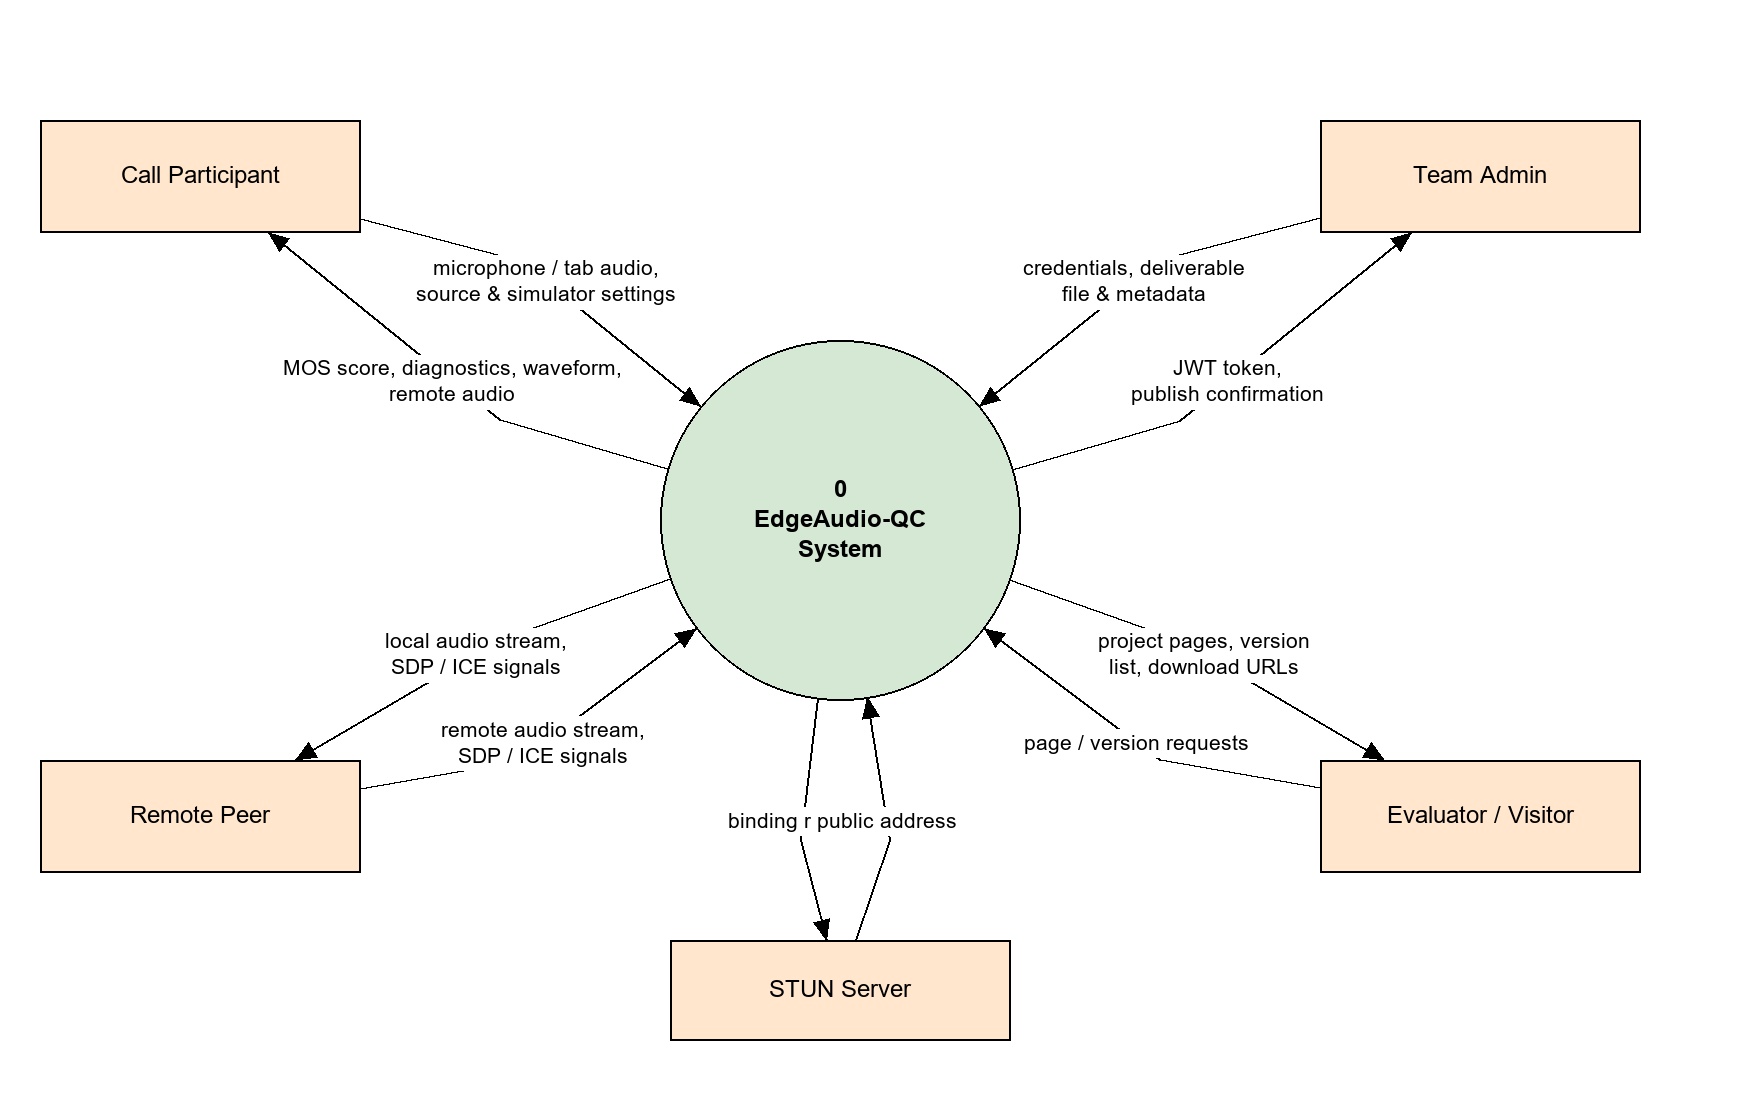 Call Participant
Team Admin
microphone / tab audio,
source & simulator settings
credentials, deliverable
file & metadata
MOS score, diagnostics, waveform,
remote audio
JWT token,
publish confirmation
0
EdgeAudio-QC
System
local audio stream,
SDP / ICE signals
project pages, version
list, download URLs
remote audio stream,
SDP / ICE signals
page / version requests
Remote Peer
Evaluator / Visitor
binding r
public address
STUN Server